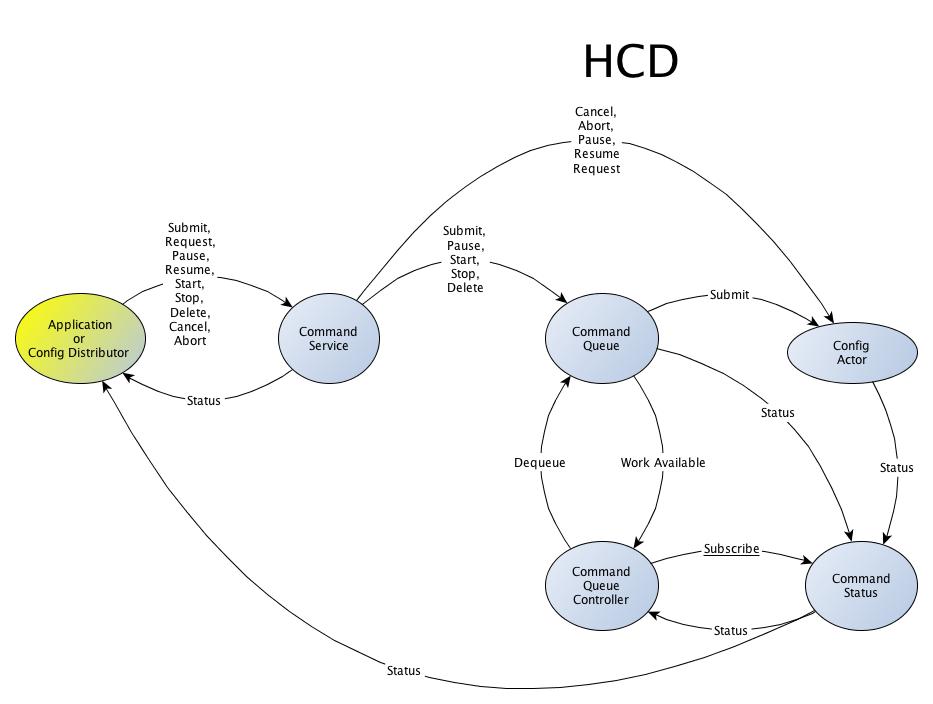 HCD
Cancel,
Abort,
Pause,
Resume
Request
Submit,
Request,
Pause,
Resume,
Start,
Stop,
Delete,
Cancel,
Abort
Submit,
Pause,
Start,
Stop,
Delete
Submit
Application
or
Config Distributor
Command
Service
Command
Queue
Config
Actor
Status
Status
Dequeue
Work Available
Status
Subscribe
Command
Queue
Controller
Command
Status
Status
Status